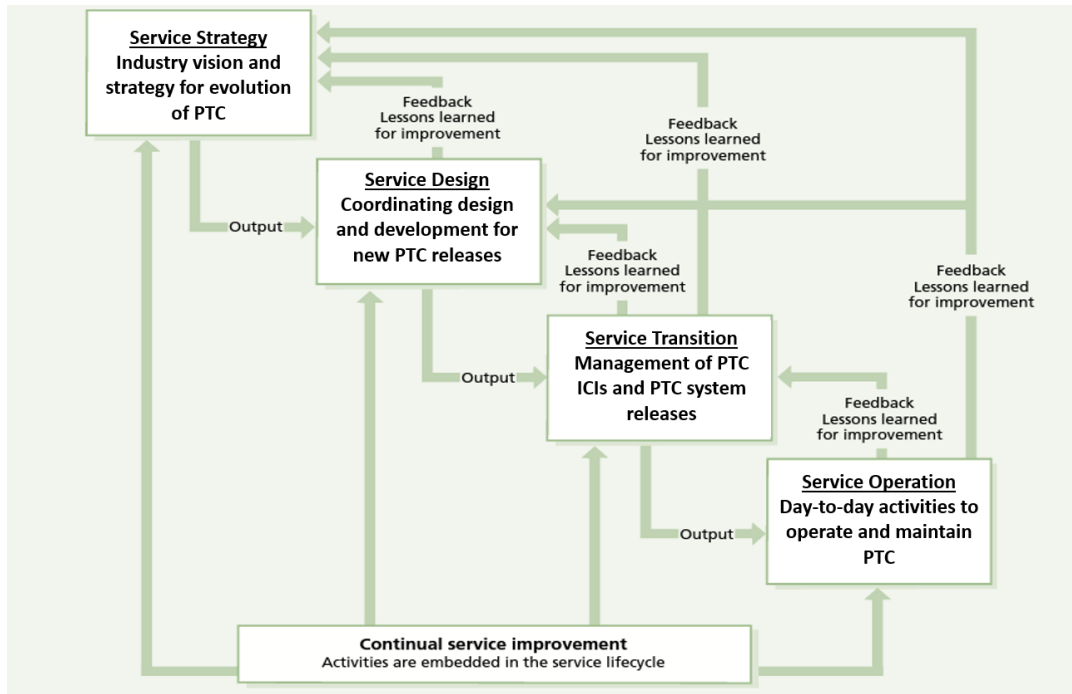 Service Strategy
Industry vision and
strategy for evolution
of PTC
Feedback
Lessons learned
for improvement
Feedback
Lessons learned
for improvement
Output
Service Design
Coordinating design
and development for
new PTC releases
Feedback
Lessons learned
for improvement
Feedback
Lessons learned
for improvement
Output
Service Transition
Management of PTC
ICIs and PTC system
releases
Feedback
Lessons learned
for improvement
Output
Service Operation
Day-to-day activities to
operate and maintain
PTC
Continual service improvement
Activities are embedded in the service lifecycle